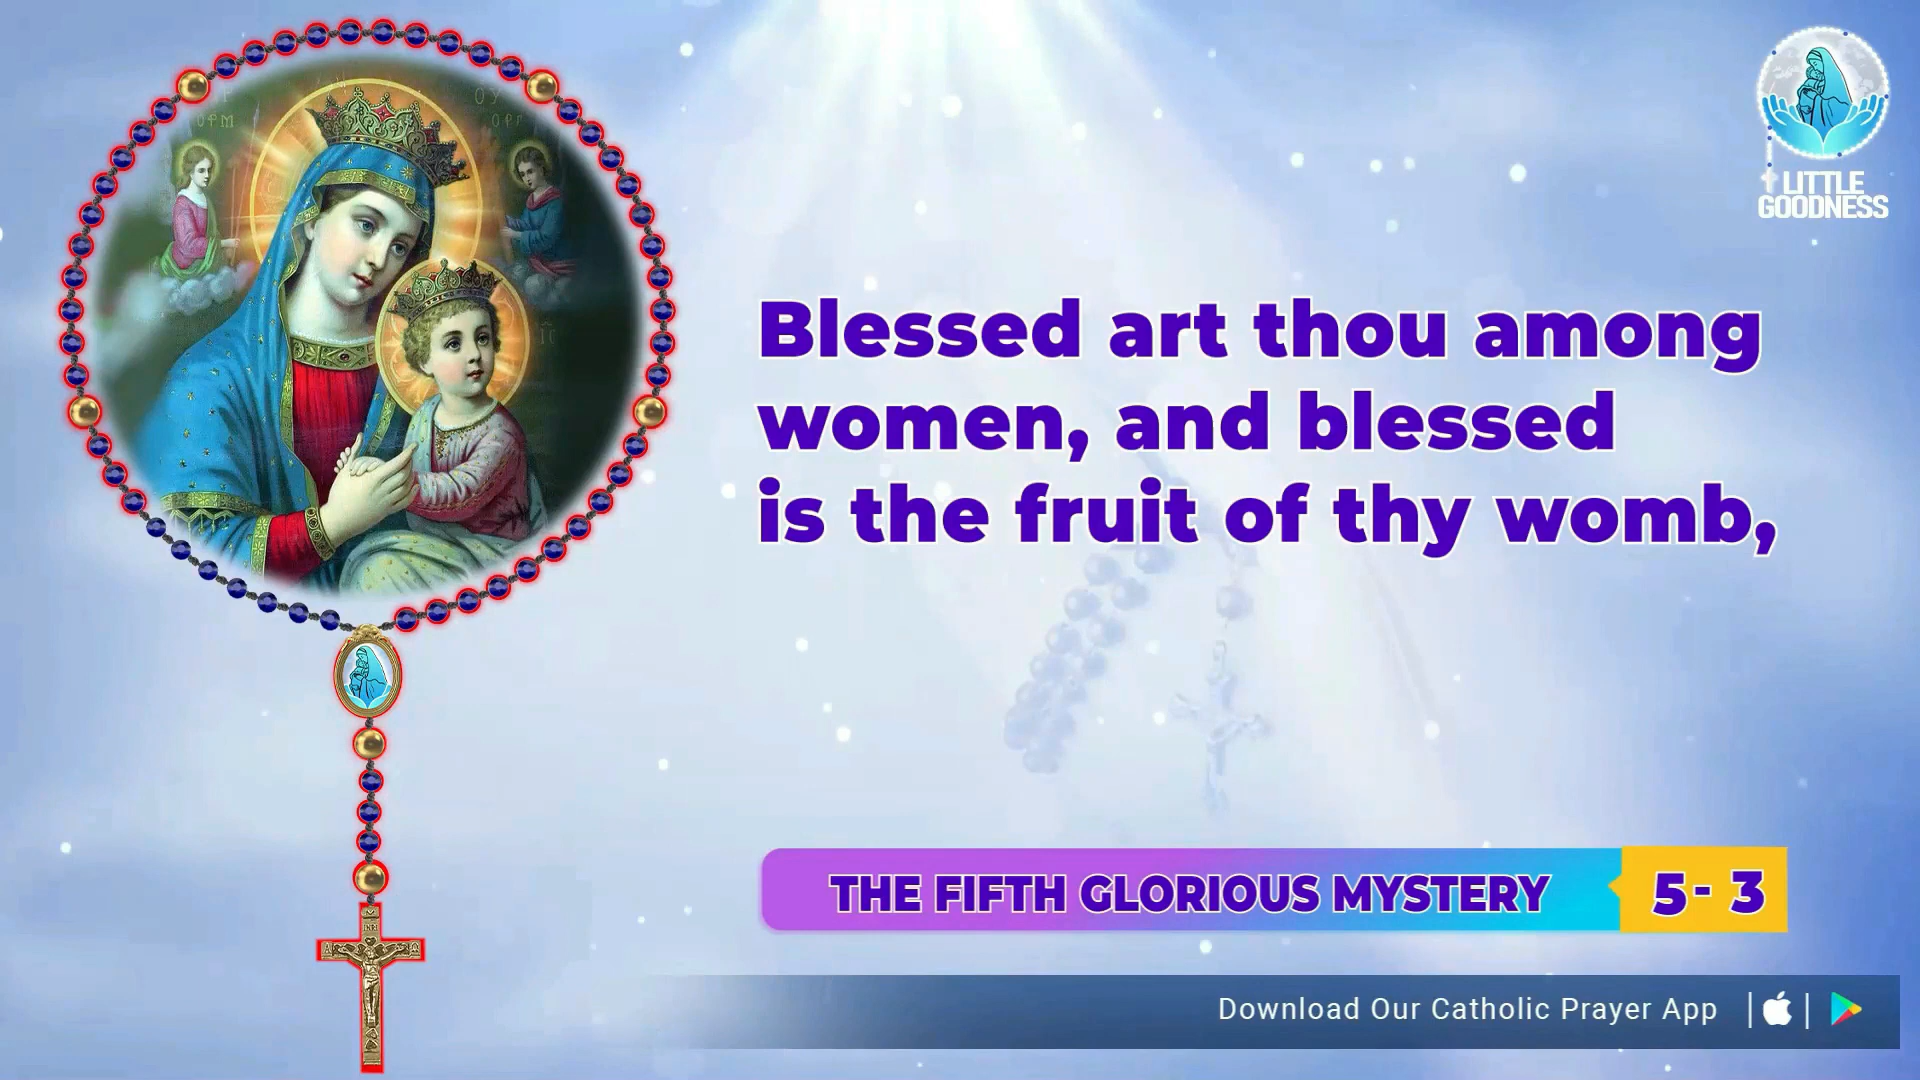 LITTLE
GOODNESS
Blessed art thou among
women, and blessed
is the fruit of thy womb,
THE FIFTH GLORIOUS MYSTERY 5- 3
Download Our Catholic Prayer App
INRI